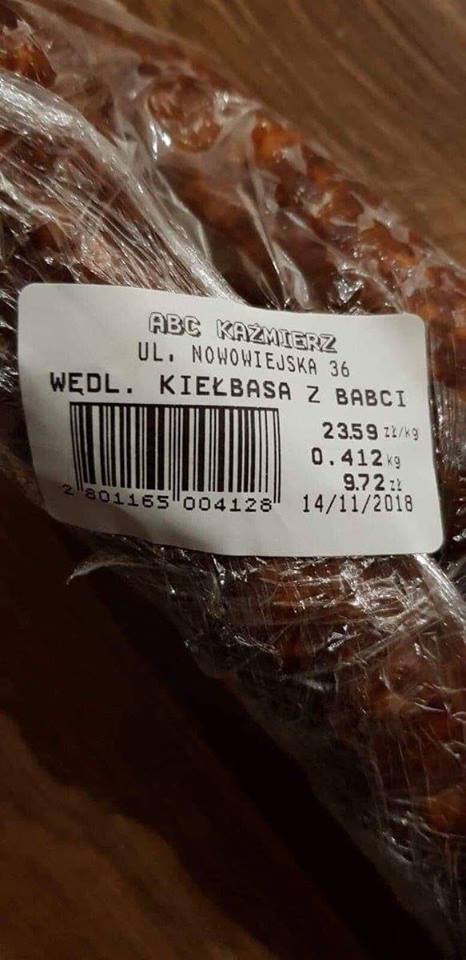 ABC KAŹMIERZ
UL. NOWOWIEJSKA 36
WĘDL. KIEŁBASA Z BABCI
23.59 zł/kg
0.412 kg
9.72 zł
2 801165 004128
14/11/2018